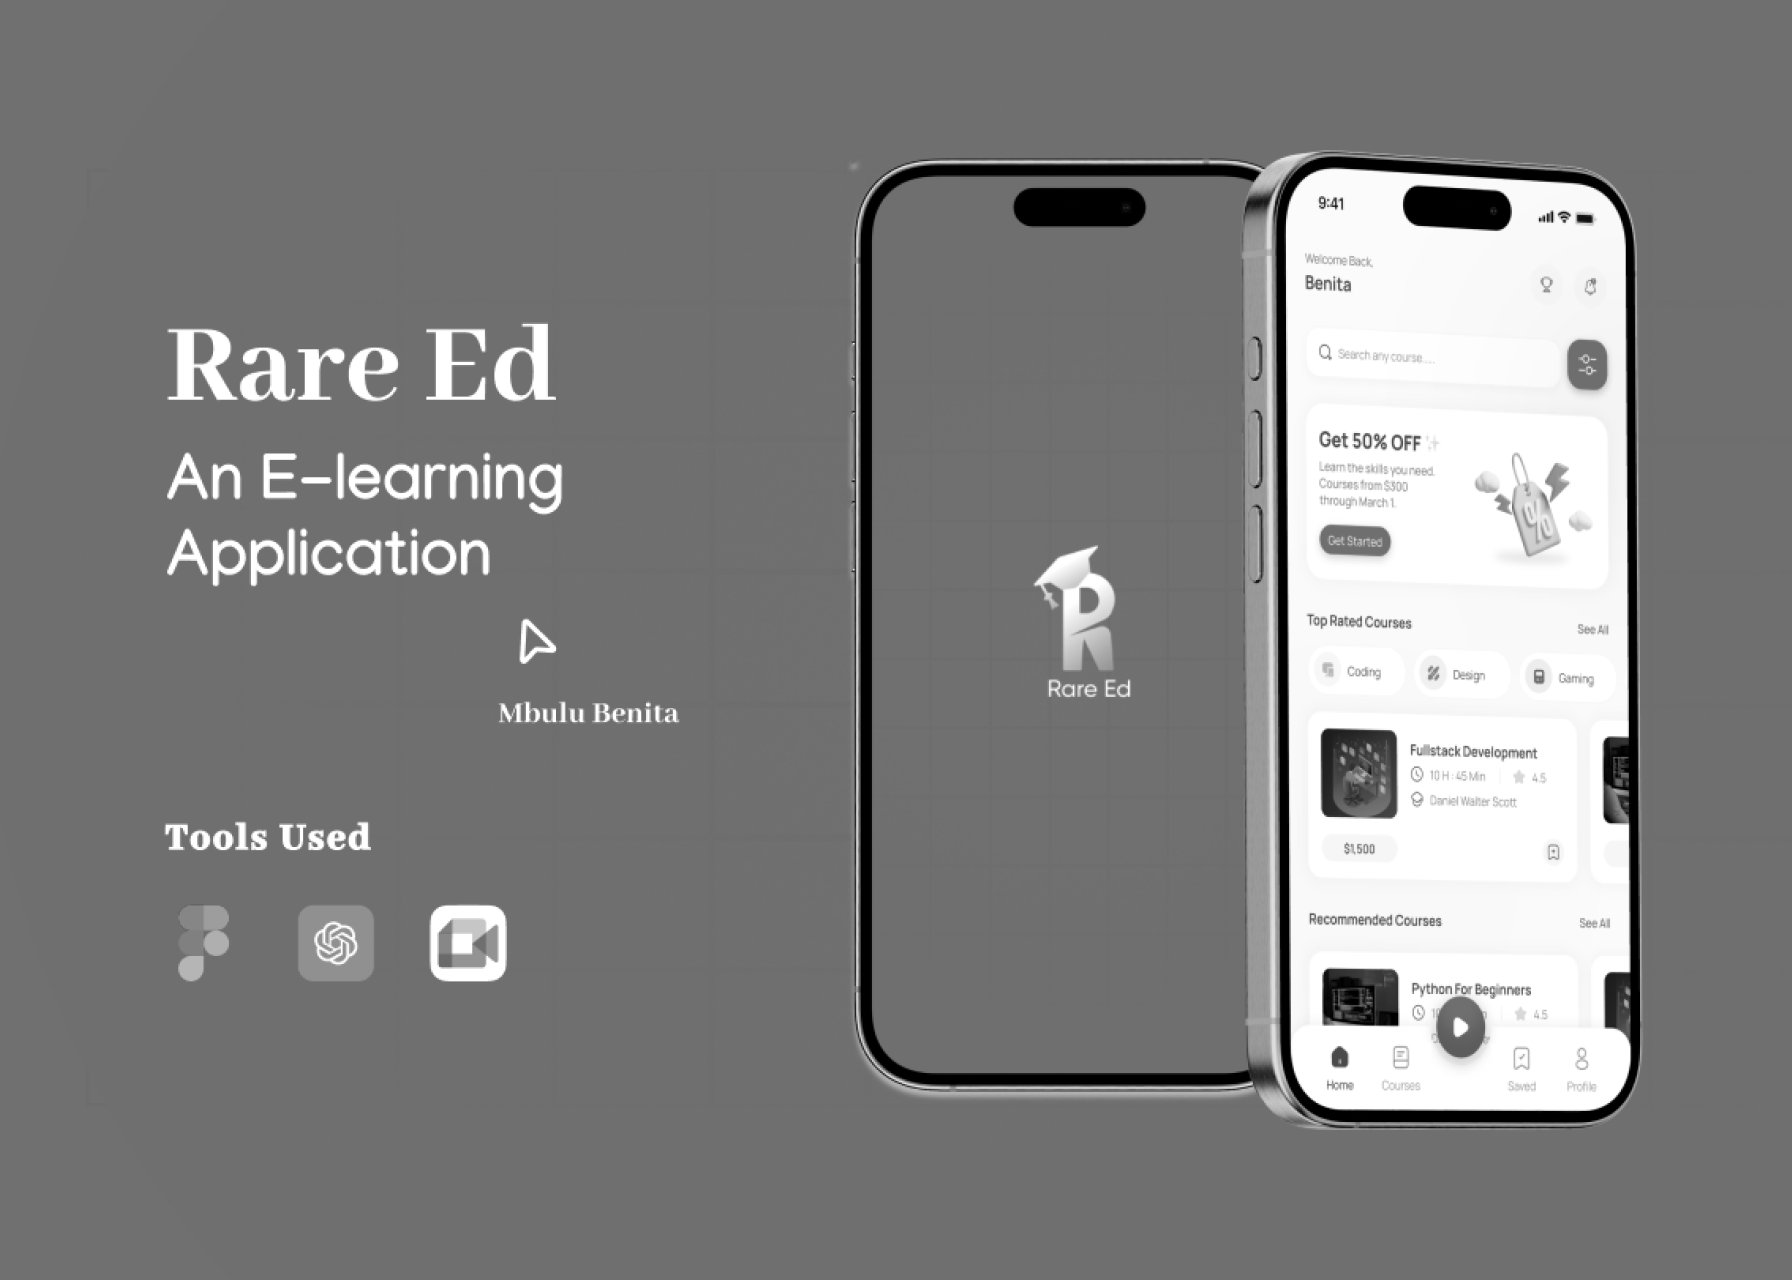 Rare Ed
An E-learning
Application
Mbulu Benita
Tools Used
Rare Ed
9:41
Welcome Back,
Benita
Search any course....
Get 50% OFF
Learn the skills you need.
Courses from $300
through March 1.
Get Started
Top Rated Courses
See All
Coding
Design
Gaming
Fullstack Development
10 H : 45 Min
4.5
Daniel Walter Scott
$1,500
Recommended Courses
See All
Python For Beginners
4.5
Home
Courses
Saved
Profile